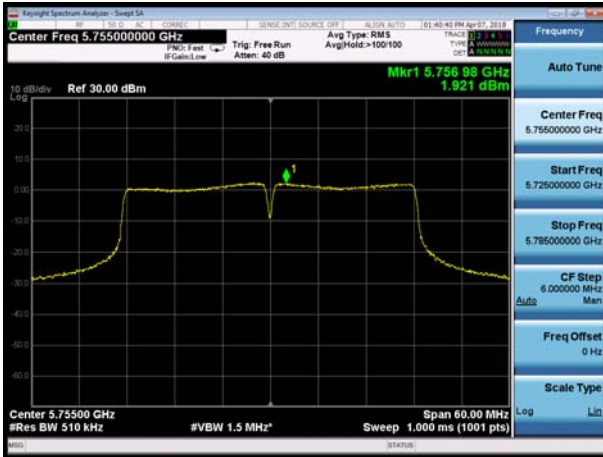 Keysight Spectrum Analyzer - Swept SA
RF 50 Ω AC CORREC SENSE:INT SOURCE OFF ALIGN AUTO 01:40:40 PM Apr 07, 2018
Center Freq 5.755000000 GHz
PNO: Fast
IFGain:Low
Trig: Free Run
Atten: 40 dB
Avg Type: RMS
Avg|Hold:>100/100
TRACE 1 2 3 4 5 6
TYPE A WWWWW
DET A N N N N N
Mkr1 5.756 98 GHz
1.921 dBm
10 dB/div
Log
Ref 30.00 dBm
20.0
10.0
0.00
-10.0
-20.0
-30.0
-40.0
-50.0
-60.0
1
Center 5.75500 GHz
#Res BW 510 kHz
#VBW 1.5 MHz*
Span 60.00 MHz
Sweep 1.000 ms (1001 pts)
MSG
STATUS
Frequency
Auto Tune
Center Freq
5.755000000 GHz
Start Freq
5.725000000 GHz
Stop Freq
5.785000000 GHz
CF Step
6.000000 MHz
Auto Man
Freq Offset
0 Hz
Scale Type
Log Lin